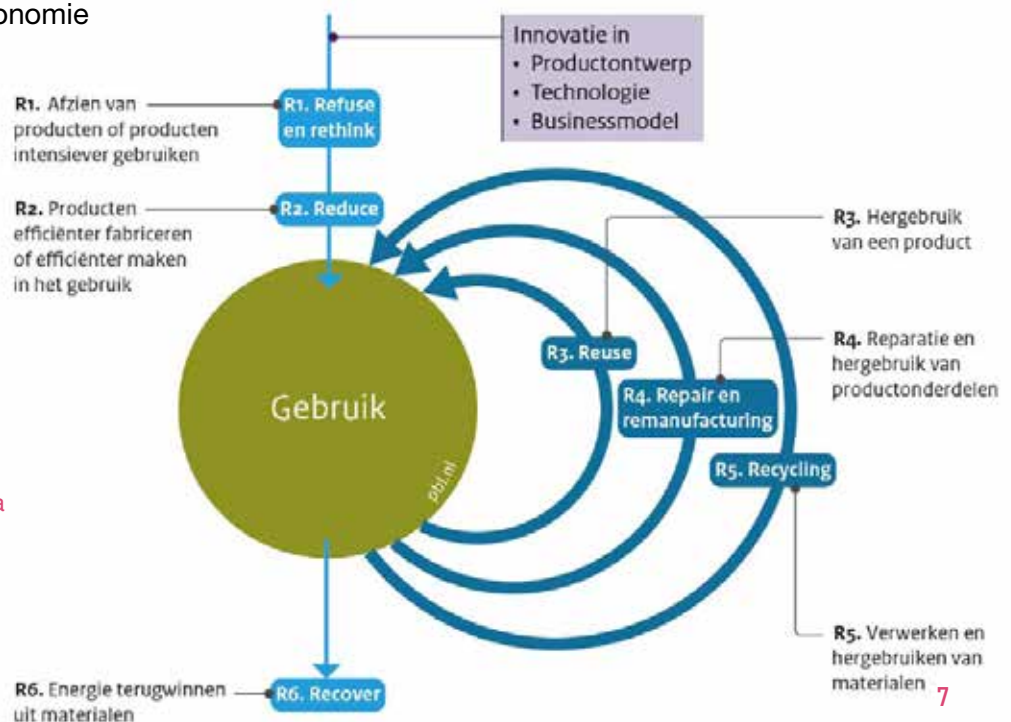 onomie
Innovatie in
• Productontwerp
• Technologie
• Businessmodel
R1. Afzien van
producten of producten
intensiever gebruiken
R1. Refuse
en rethink
R2. Producten
efficiënter fabriceren
of efficiënter maken
in het gebruik
R2. Reduce
R3. Hergebruik
van een product
R3. Reuse
R4. Reparatie en
hergebruik van
productonderdelen
R4. Repair en
remanufacturing
Gebruik
pbl.nl
R5. Recycling
a
R5. Verwerken en
hergebruiken van
materialen
R6. Energie terugwinnen
uit materialen
R6. Recover
7